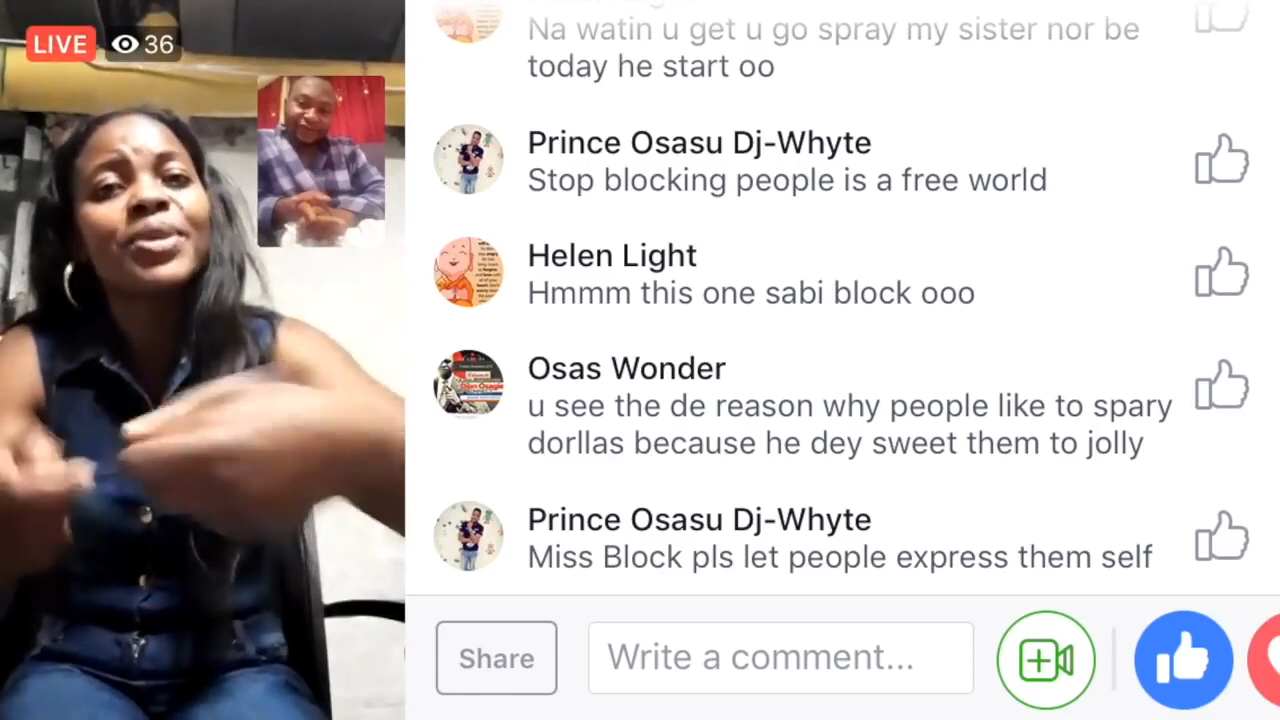 LIVE 36
Na watin u get u go spray my sister nor be
today he start oo
Prince Osasu Dj-Whyte
Stop blocking people is a free world
Helen Light
Hmmm this one sabi block ooo
Osas Wonder
u see the de reason why people like to spary
dorllas because he dey sweet them to jolly
Prince Osasu Dj-Whyte
Miss Block pls let people express them self
Share
Write a comment...